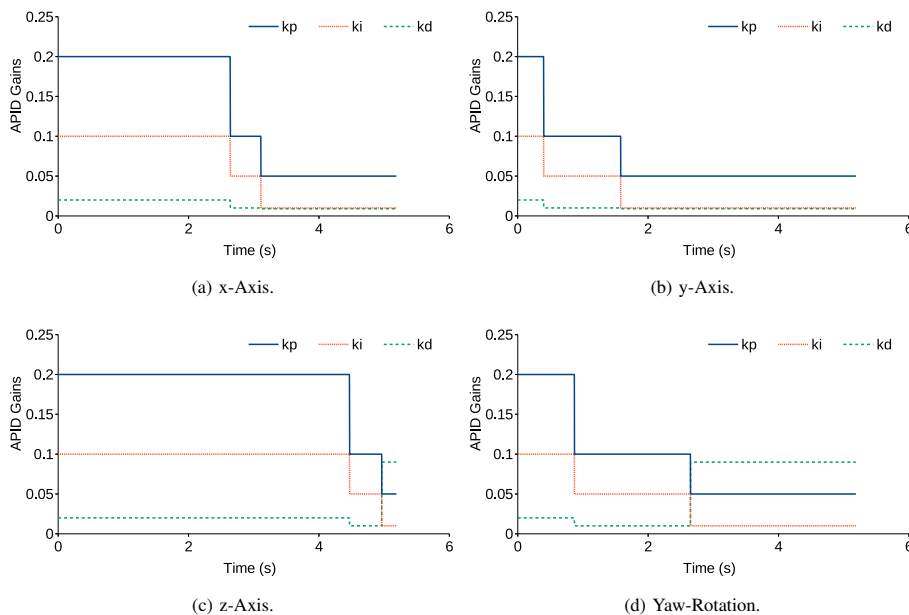 0.25
kp ki kd
0.2
0.15
0.1
0.05
0
APID Gains
0 2 4 6
Time (s)
(a) x-Axis.
0.25
kp ki kd
0.2
0.15
0.1
0.05
0
APID Gains
0 2 4 6
Time (s)
(b) y-Axis.
0.25
kp ki kd
0.2
0.15
0.1
0.05
0
APID Gains
0 2 4 6
Time (s)
(c) z-Axis.
0.25
kp ki kd
0.2
0.15
0.1
0.05
0
APID Gains
0 2 4 6
Time (s)
(d) Yaw-Rotation.